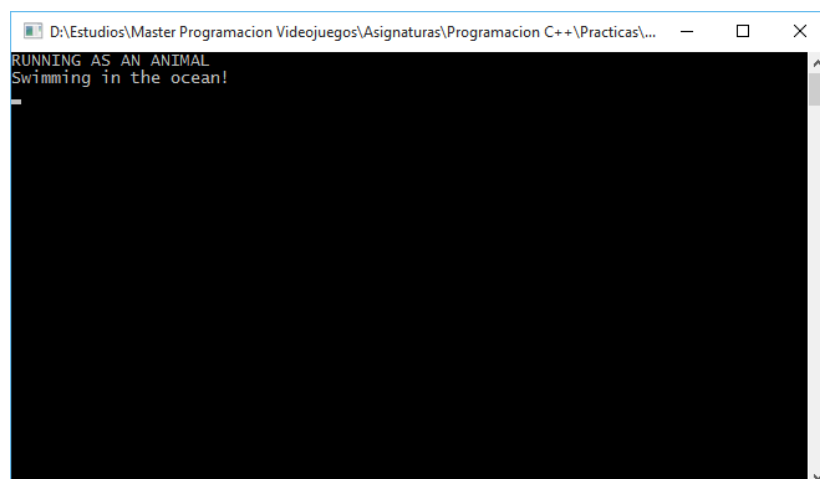 D:\Estudios\Master Programacion Videojuegos\Asignaturas\Programacion C++\Practicas\...
RUNNING AS AN ANIMAL
Swimming in the ocean!